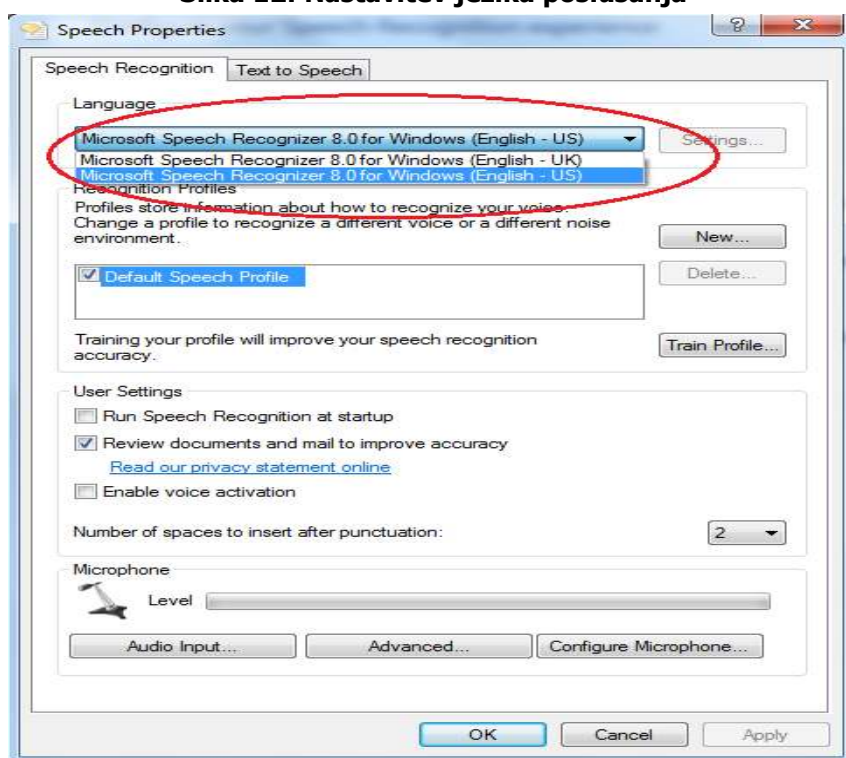 Speech Properties
Speech Recognition Text to Speech
Language
Microsoft Speech Recognizer 8.0 for Windows (English - US) Settings...
Microsoft Speech Recognizer 8.0 for Windows (English - UK)
Microsoft Speech Recognizer 8.0 for Windows (English - US)
Recognition Profiles
Profiles store information about how to recognize your voice.
Change a profile to recognize a different voice or a different noise
environment.
New...
Default Speech Profile
Delete...
Training your profile will improve your speech recognition
accuracy.
Train Profile...
User Settings
Run Speech Recognition at startup
Review documents and mail to improve accuracy
Read our privacy statement online
Enable voice activation
Number of spaces to insert after punctuation: 2
Microphone
Level
Audio Input... Advanced... Configure Microphone...
OK Cancel Apply